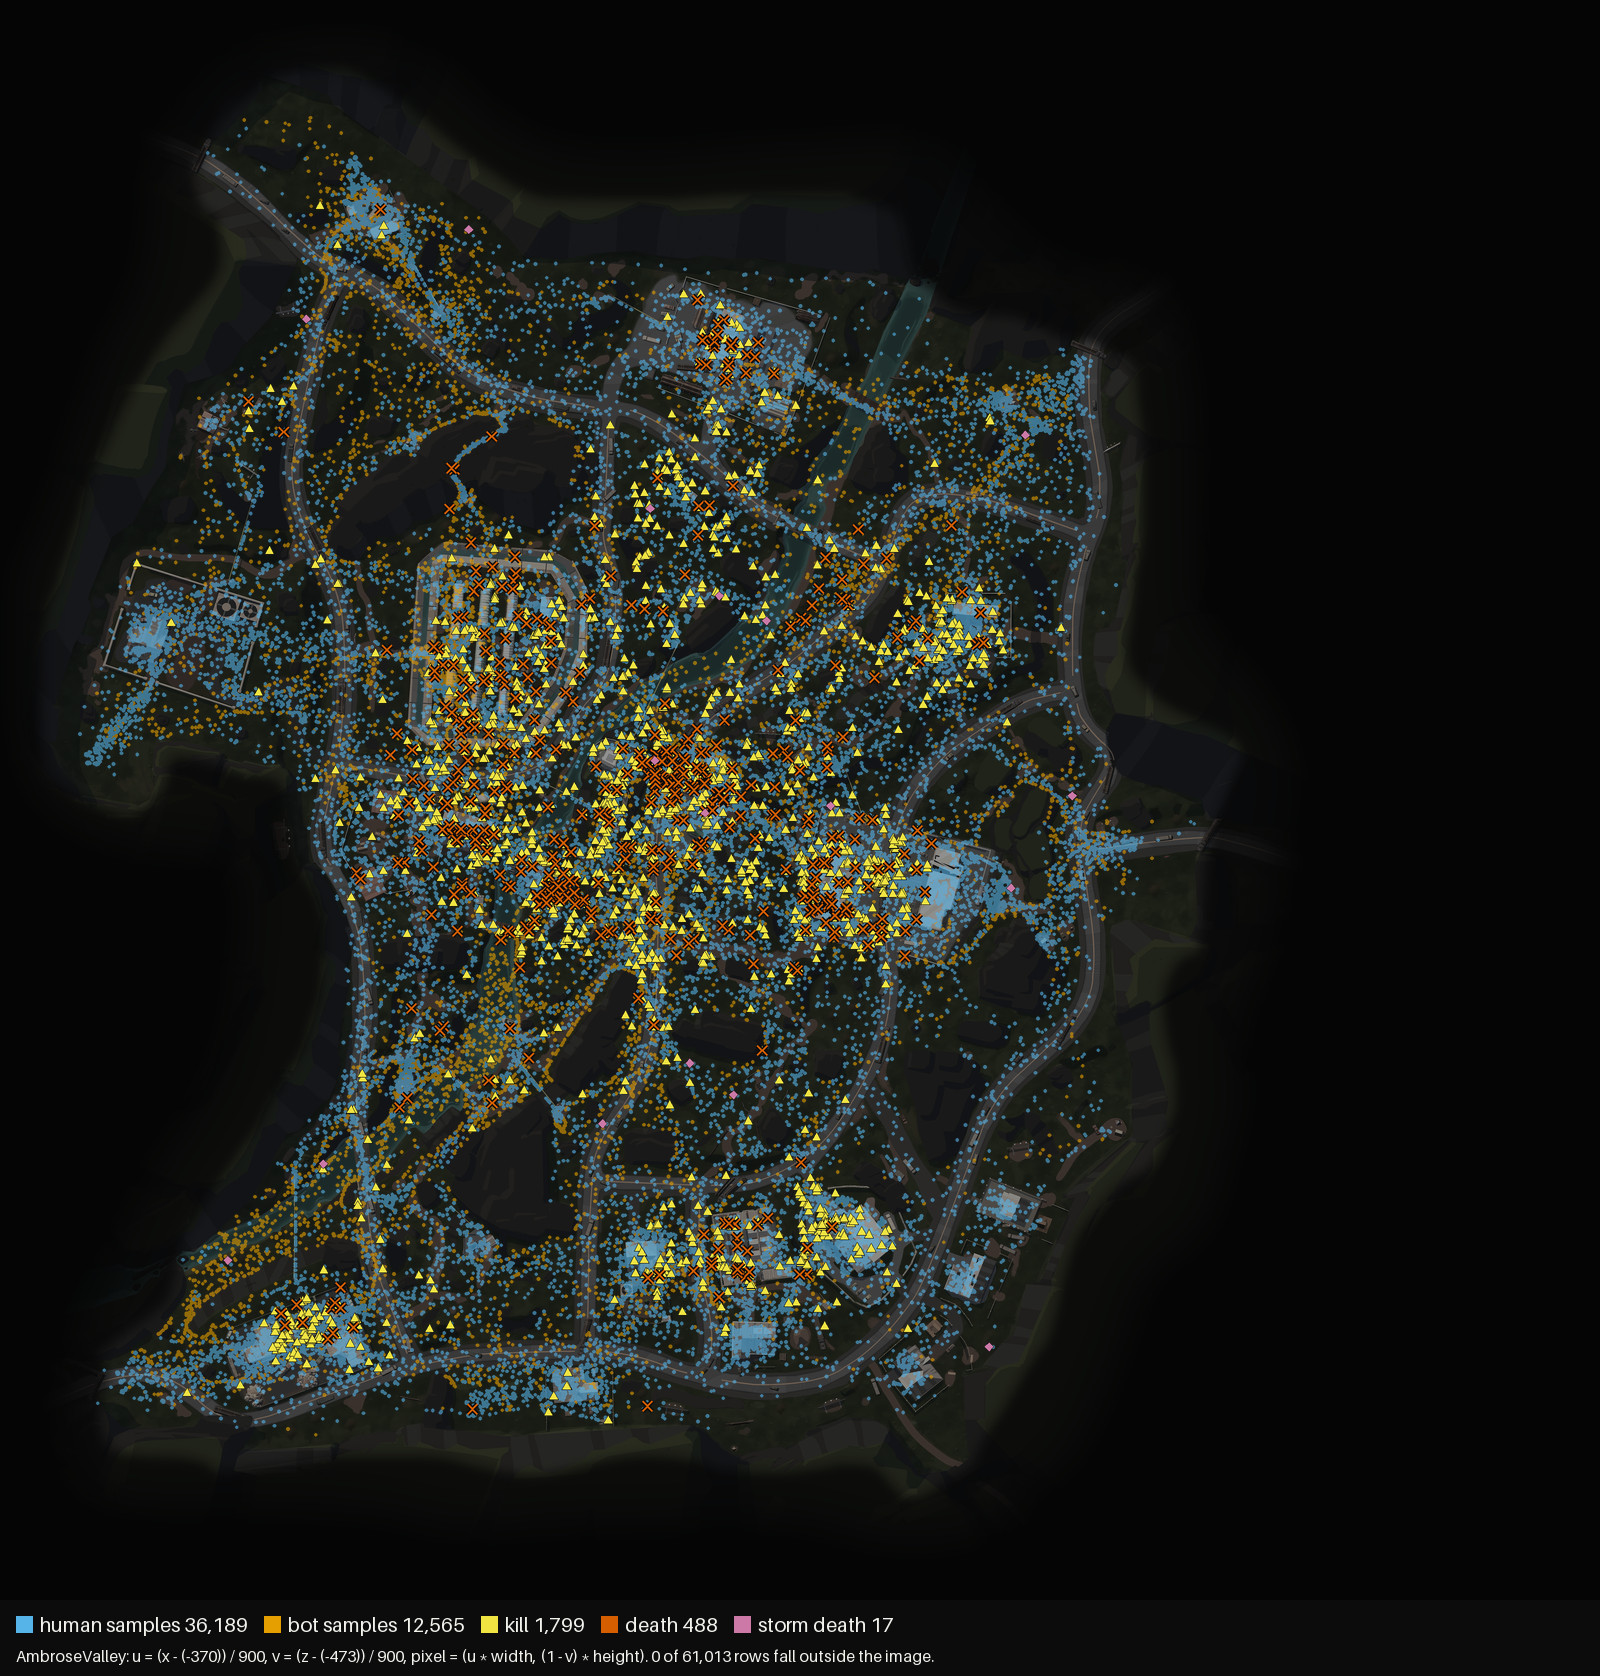 human samples 36,189 bot samples 12,565 kill 1,799 death 488 storm death 17
AmbroseValley: u = (x - (-370)) / 900, v = (z - (-473)) / 900, pixel = (u * width, (1 - v) * height). 0 of 61,013 rows fall outside the image.